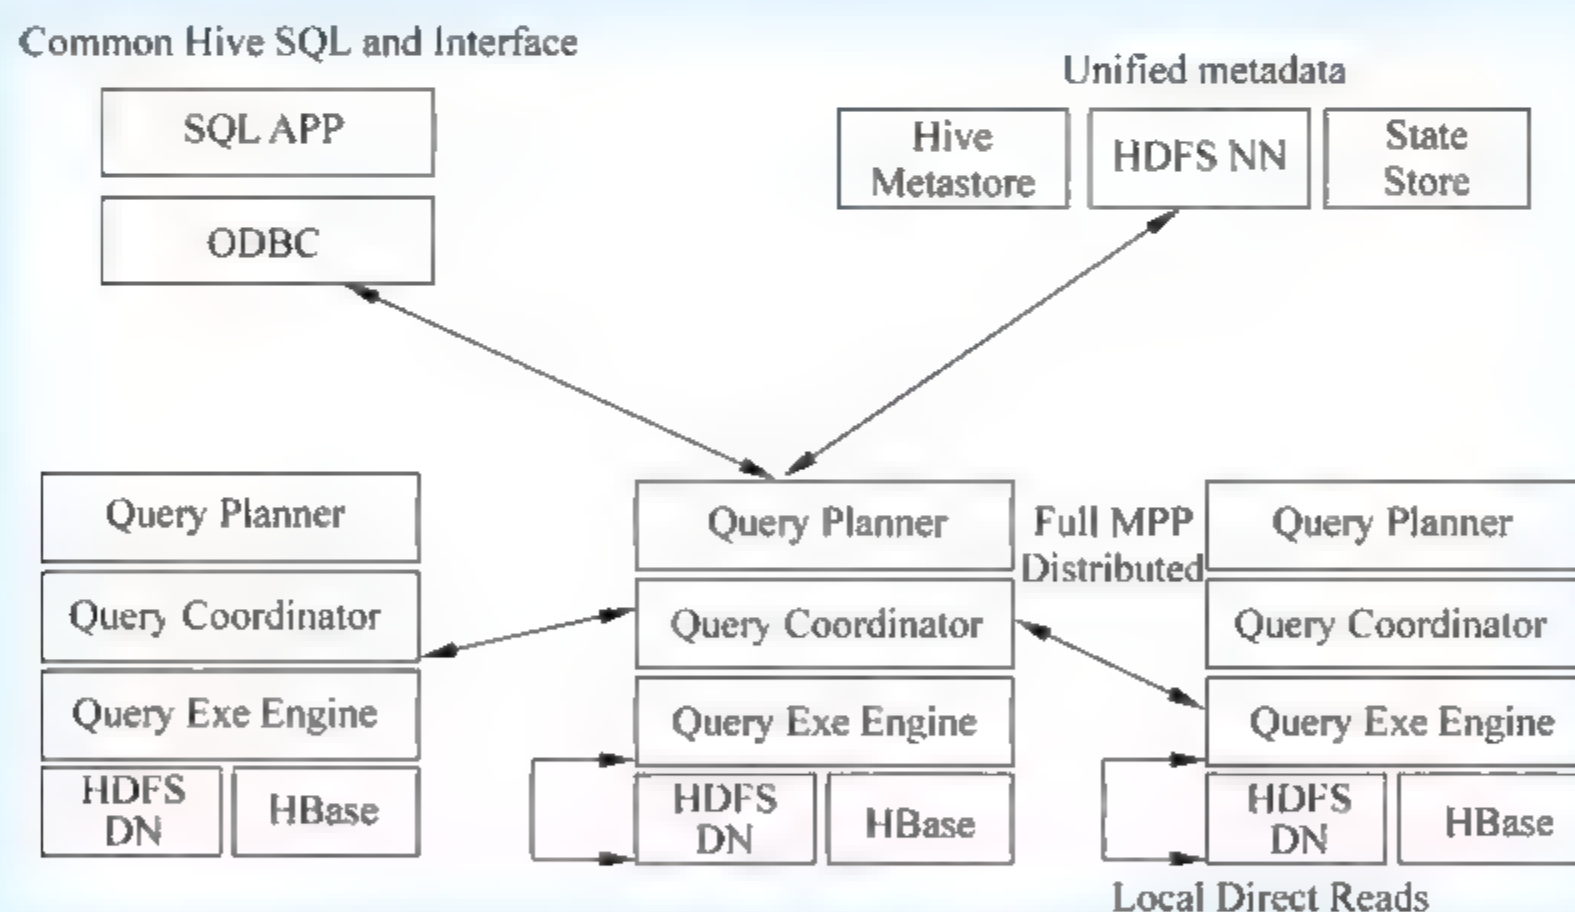 Common Hive SQL and Interface
SQL APP
ODBC
Unified metadata
Hive
Metastore
HDFS NN
State
Store
Query Planner
Query Coordinator
Query Exe Engine
HDFS
DN
HBase
Query Planner
Query Coordinator
Query Exe Engine
HDFS
DN
HBase
Full MPP
Distributed
Query Planner
Query Coordinator
Query Exe Engine
HDFS
DN
HBase
Local Direct Reads